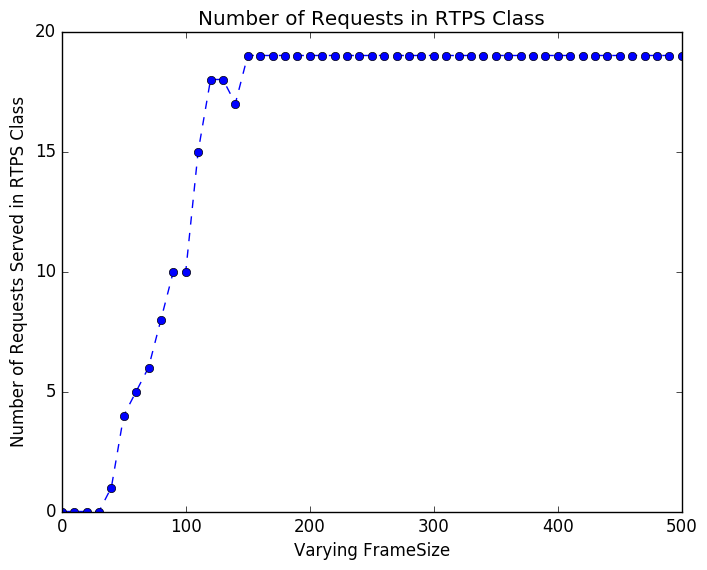 Number of Requests in RTPS Class
Number of Requests Served in RTPS Class
20
15
10
5
0
0 100 200 300 400 500
Varying FrameSize